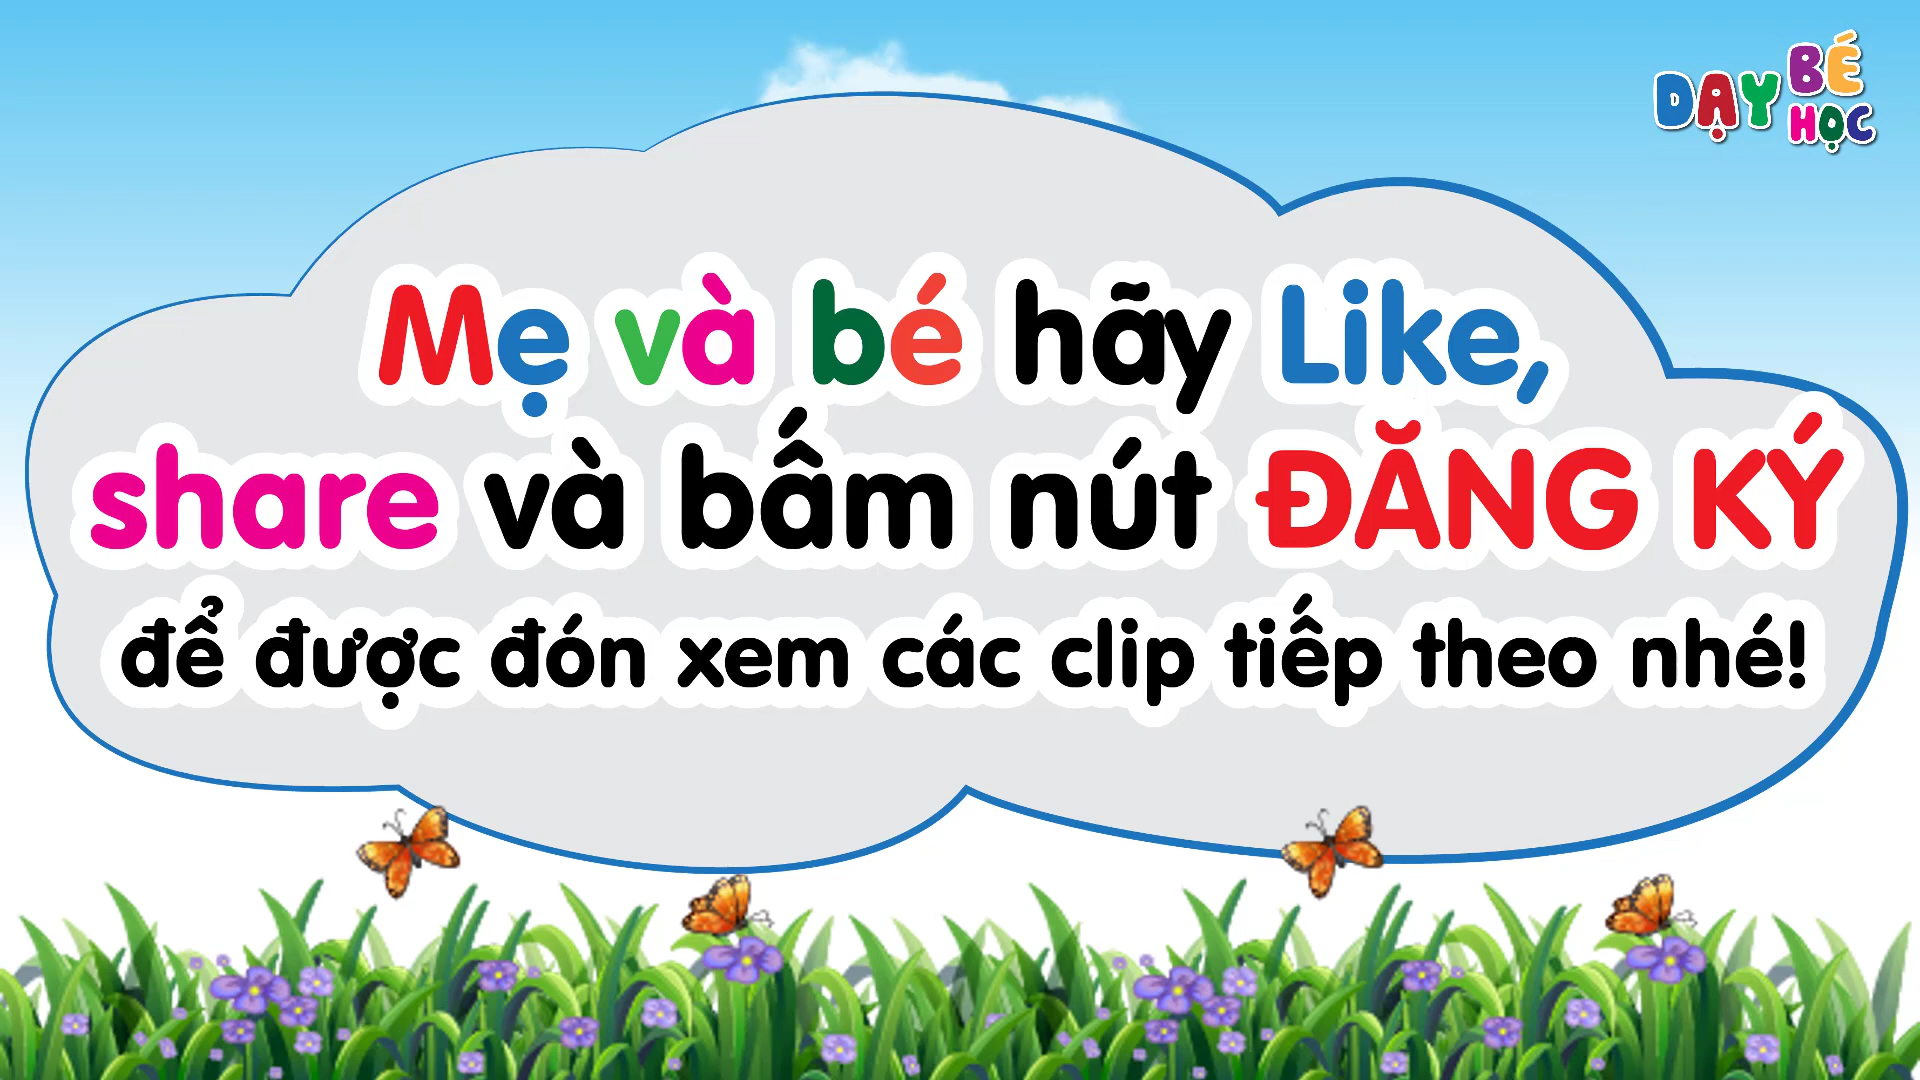 DẠY BÉ HỌC
Mẹ và bé hãy Like,
share và bấm nút ĐĂNG KÝ
để được đón xem các clip tiếp theo nhé!